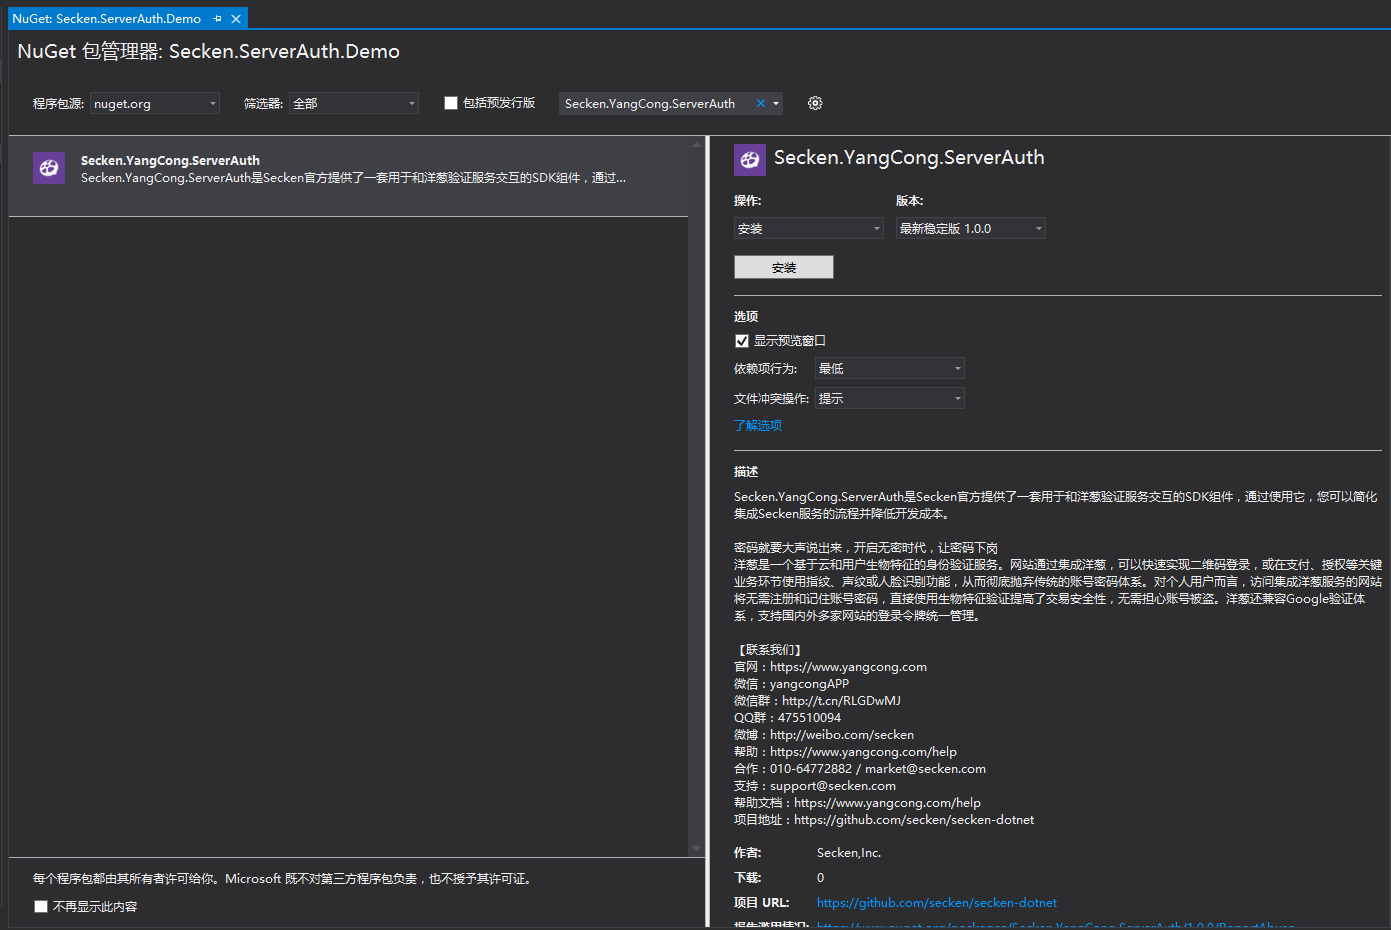 NuGet: Secken.ServerAuth.Demo
NuGet 包管理器: Secken.ServerAuth.Demo
程序包源: nuget.org 筛选器: 全部 包括预发行版 Secken.YangCong.ServerAuth
Secken.YangCong.ServerAuth
Secken.YangCong.ServerAuth是Secken官方提供了一套用于和洋葱验证服务交互的SDK组件，通过...
每个程序包都由其所有者许可给你。Microsoft 既不对第三方程序包负责，也不授予其许可证。
不再显示此内容
Secken.YangCong.ServerAuth
操作: 版本:
安装 最新稳定版 1.0.0
安装
选项
显示预览窗口
依赖项行为: 最低
文件冲突操作: 提示
了解选项
描述
Secken.YangCong.ServerAuth是Secken官方提供了一套用于和洋葱验证服务交互的SDK组件，通过使用它，您可以简化
集成Secken服务的流程并降低开发成本。
密码就要大声说出来，开启无密时代，让密码下岗
洋葱是一个基于云和用户生物特征的身份验证服务。网站通过集成洋葱，可以快速实现二维码登录，或在支付、授权等关键
业务环节使用指纹、声纹或人脸识别功能，从而彻底抛弃传统的账号密码体系。对个人用户而言，访问集成洋葱服务的网站
将无需注册和记住账号密码，直接使用生物特征验证提高了交易安全性，无需担心账号被盗。洋葱还兼容Google验证体
系，支持国内外多家网站的登录令牌统一管理。
【联系我们】
官网：https://www.yangcong.com
微信：yangcongAPP
微信群：http://t.cn/RLGDwMJ
QQ群：475510094
微博：http://weibo.com/secken
帮助：https://www.yangcong.com/help
合作：010-64772882 / market@secken.com
支持：support@secken.com
帮助文档：https://www.yangcong.com/help
项目地址：https://github.com/secken/secken-dotnet
作者: Secken,Inc.
下载: 0
项目 URL: https://github.com/secken/secken-dotnet
报告滥用情况: https://www.nuget.org/packages/Secken.YangCong.ServerAuth/1.0.0/ReportAbuse